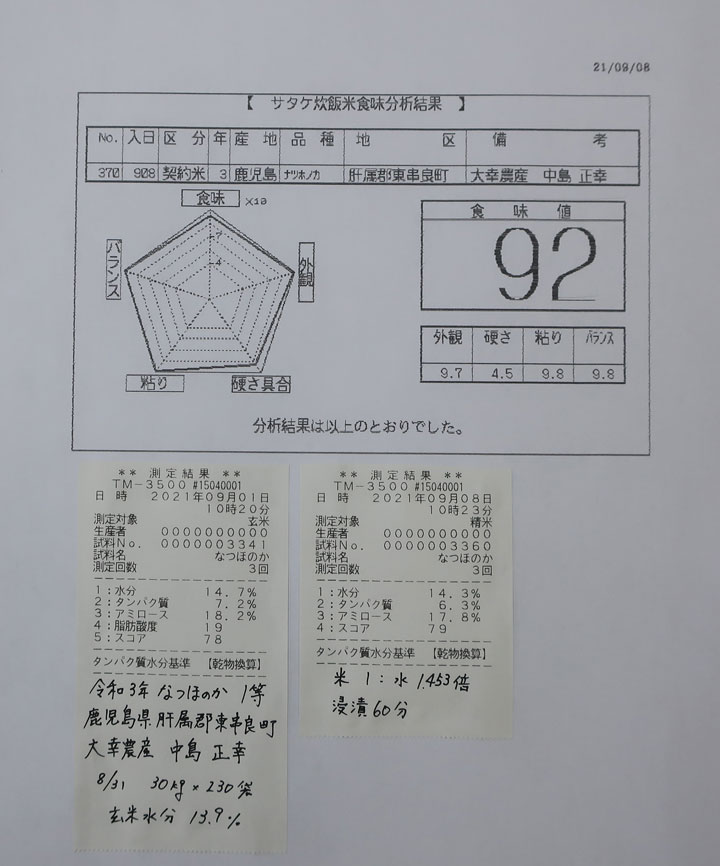 21/09/08
【 サタケ炊飯米食味分析結果 】
No. 入日 区分 年 産地 品種 地区 備考
370 908 契約米 3 鹿児島 ナツホノカ 肝属郡東串良町 大幸農産 中島 正幸
食味 ×10
バランス
外観
粘り
硬さ具合
7
4
食味値
92
外観 硬さ 粘り バランス
9.7 4.5 9.8 9.8
分析結果は以上のとおりでした。
** 測定結果 **
TM-3500 #15040001
日時 2021年09月01日
10時20分
測定対象 玄米
生産者 0000000000
試料No. 0000003341
試料名 なつほのか
測定回数 3回
1:水分 14.7%
2:タンパク質 7.2%
3:アミロース 18.2%
4:脂肪酸度 19
5:スコア 78
タンパク質水分基準 【乾物換算】
令和3年 なつほのか 1等
鹿児島県 肝属郡東串良町
大幸農産 中島 正幸
8/31 30kg×230袋
玄米水分 13.9%
** 測定結果 **
TM-3500 #15040001
日時 2021年09月08日
10時23分
測定対象 精米
生産者 0000000000
試料No. 0000003360
試料名 なつほのか
測定回数 3回
1:水分 14.3%
2:タンパク質 6.3%
3:アミロース 17.8%
4:スコア 79
タンパク質水分基準 【乾物換算】
米 1:水 1.453倍
浸漬60分